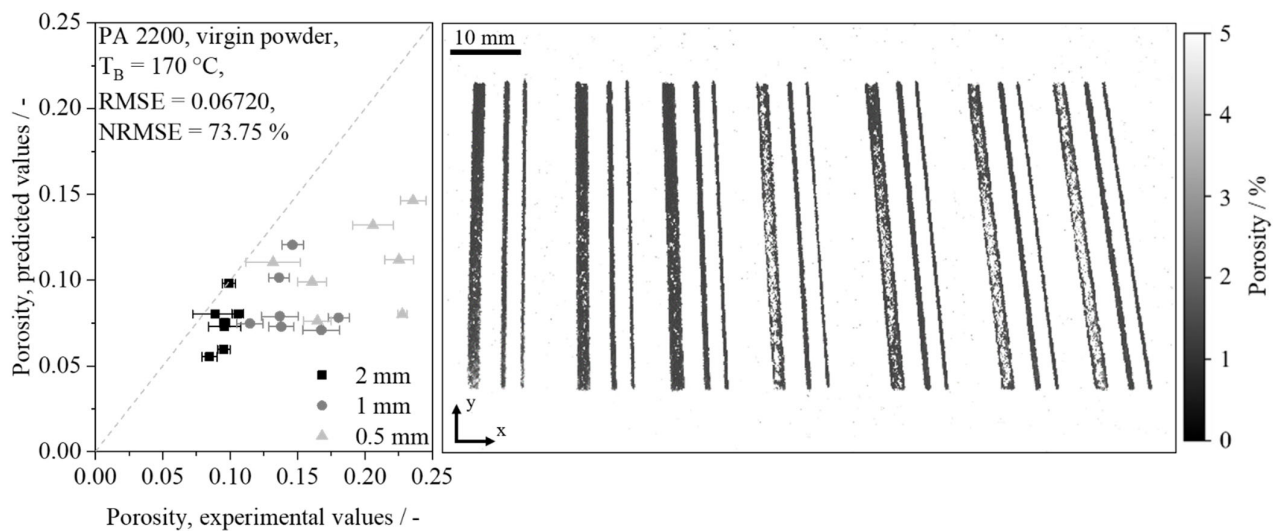 0.25
0.20
0.15
0.10
0.05
0.00
Porosity, predicted values / -
PA 2200, virgin powder,
T_B = 170 °C,
RMSE = 0.06720,
NRMSE = 73.75 %
2 mm
1 mm
0.5 mm
0.00 0.05 0.10 0.15 0.20 0.25
Porosity, experimental values / -
10 mm
y
x
5
4
3
2
1
0
Porosity / %